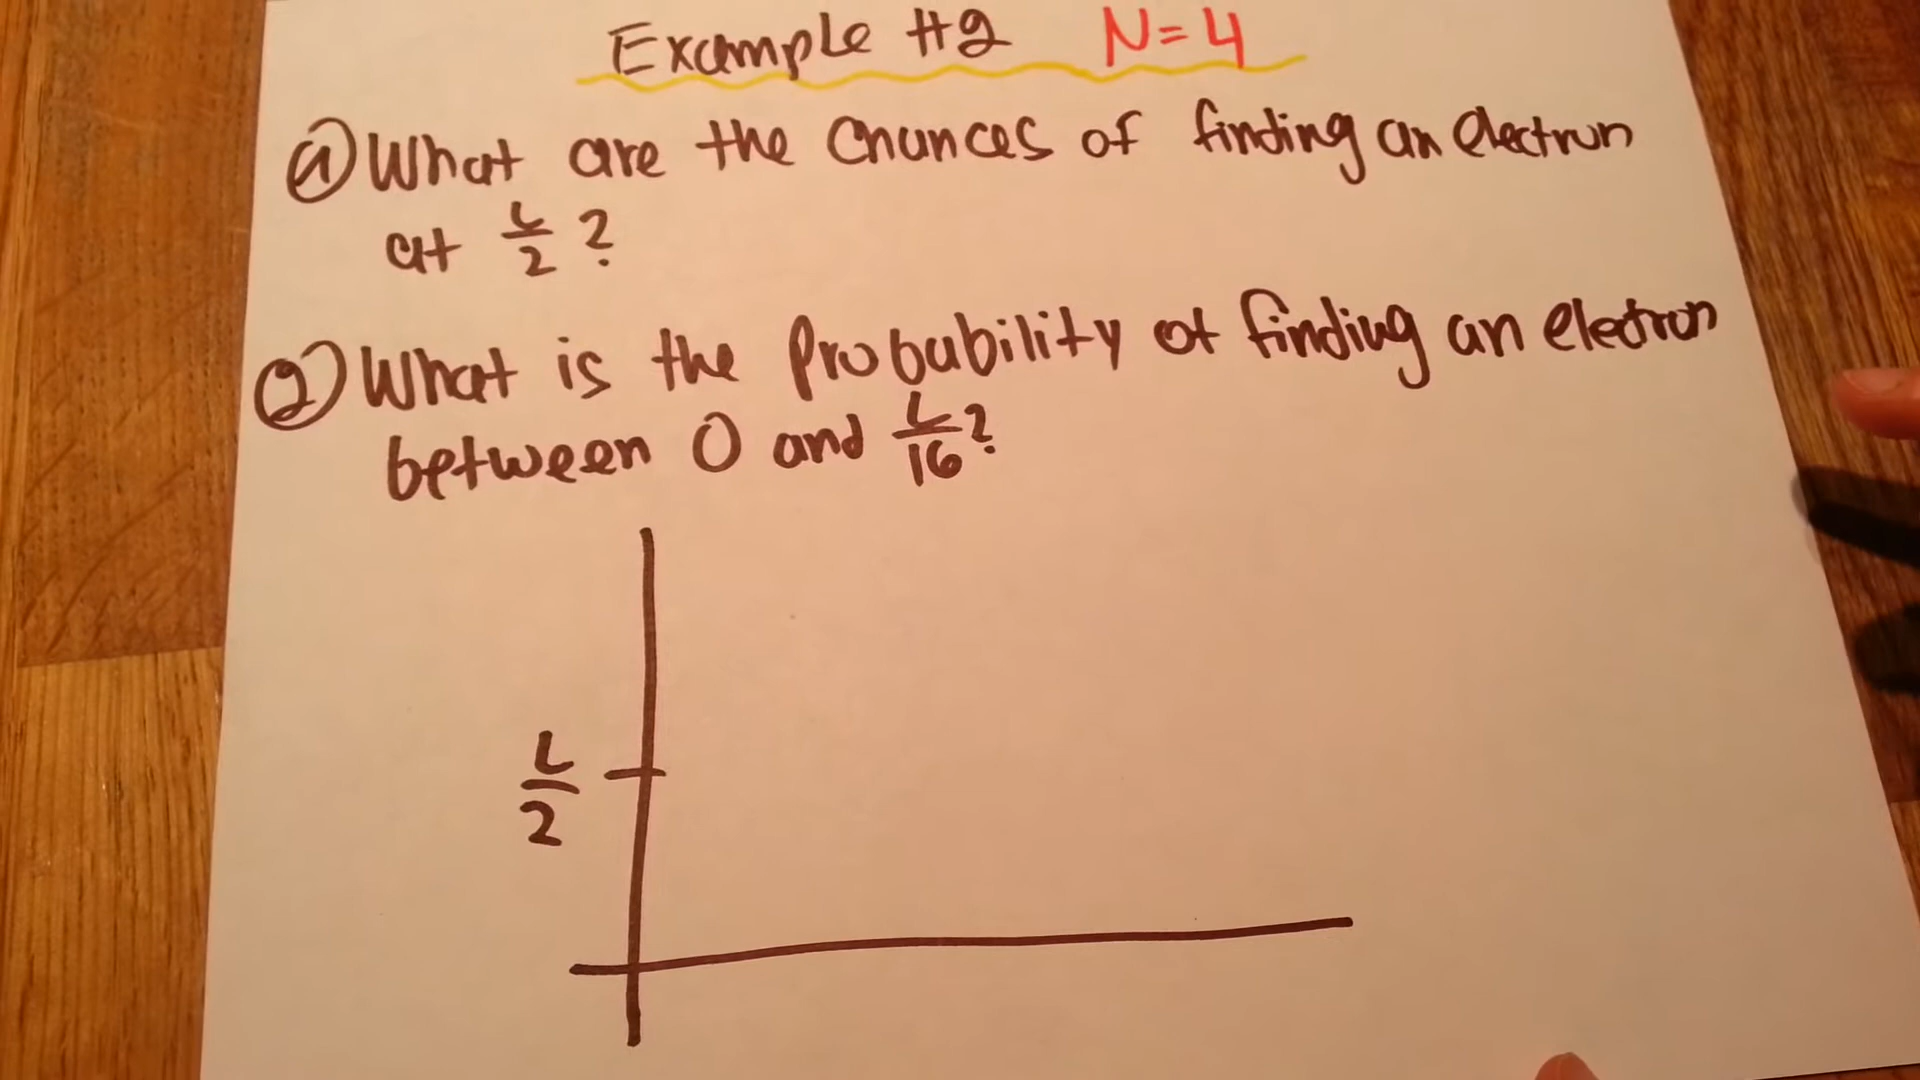 Example #2 N=4
① What are the chances of finding an electron
at L/2?
② What is the probability of finding an electron
between 0 and L/16?
L/2